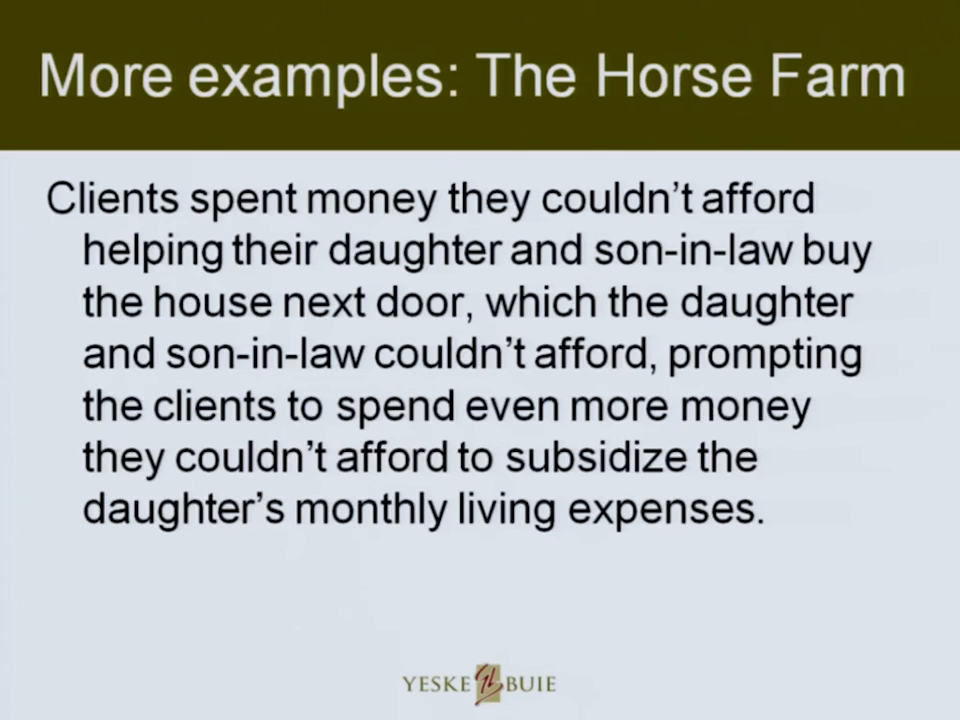 More examples: The Horse Farm
Clients spent money they couldn’t afford
helping their daughter and son-in-law buy
the house next door, which the daughter
and son-in-law couldn’t afford, prompting
the clients to spend even more money
they couldn’t afford to subsidize the
daughter’s monthly living expenses.
YESKE BUIE